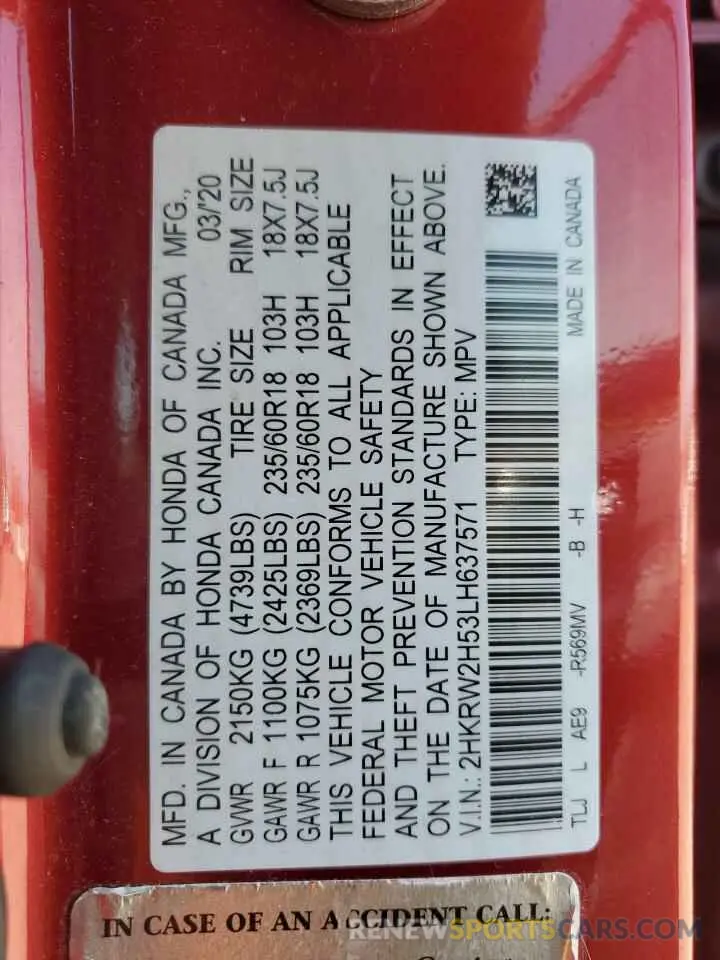 MFD. IN CANADA BY HONDA OF CANADA MFG.,
A DIVISION OF HONDA CANADA INC. 03/'20
GVWR 2150KG (4739LBS) TIRE SIZE RIM SIZE
GAWR F 1100KG (2425LBS) 235/60R18 103H 18X7.5J
GAWR R 1075KG (2369LBS) 235/60R18 103H 18X7.5J
THIS VEHICLE CONFORMS TO ALL APPLICABLE
FEDERAL MOTOR VEHICLE SAFETY
AND THEFT PREVENTION STANDARDS IN EFFECT
ON THE DATE OF MANUFACTURE SHOWN ABOVE.
V.I.N.: 2HKRW2H53LH637571 TYPE: MPV
TLJ L AE9 -R569MV -B -H MADE IN CANADA
IN CASE OF AN ACCIDENT CALL:
RENEWSPORTSCARS.COM